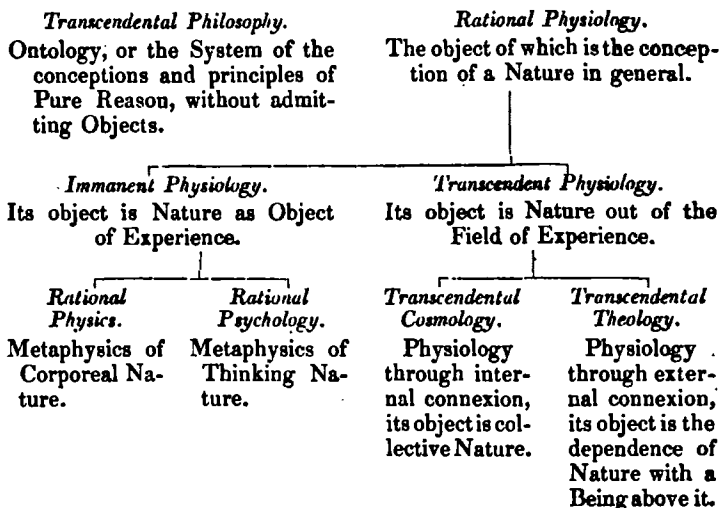 Transcendental Philosophy.
Ontology, or the System of the
conceptions and principles of
Pure Reason, without admit-
ting Objects.
Rational Physiology.
The object of which is the concep-
tion of a Nature in general.
Immanent Physiology.
Its object is Nature as Object
of Experience.
Transcendent Physiology.
Its object is Nature out of the
Field of Experience.
Rational
Physics.
Metaphysics of
Corporeal Na-
ture.
Rational
Psychology.
Metaphysics of
Thinking Na-
ture.
Transcendental
Cosmology.
Physiology
through inter-
nal connexion,
its object is col-
lective Nature.
Transcendental
Theology.
Physiology
through exter-
nal connexion,
its object is the
dependence of
Nature with a
Being above it.